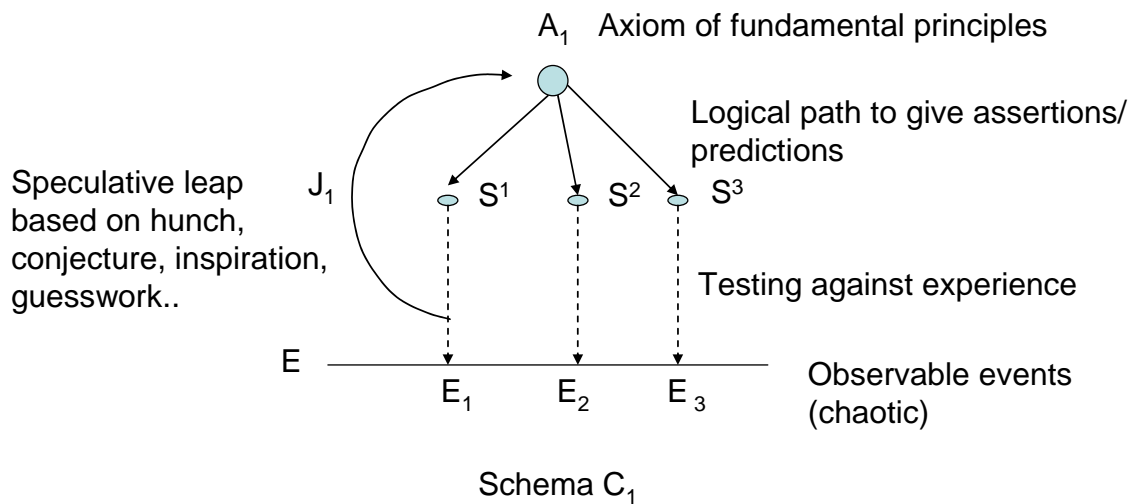 A₁ Axiom of fundamental principles
Logical path to give assertions/
predictions
Speculative leap
based on hunch,
conjecture, inspiration,
guesswork..
J₁
S¹ S² S³
Testing against experience
E
E₁ E₂ E₃
Observable events
(chaotic)
Schema C₁